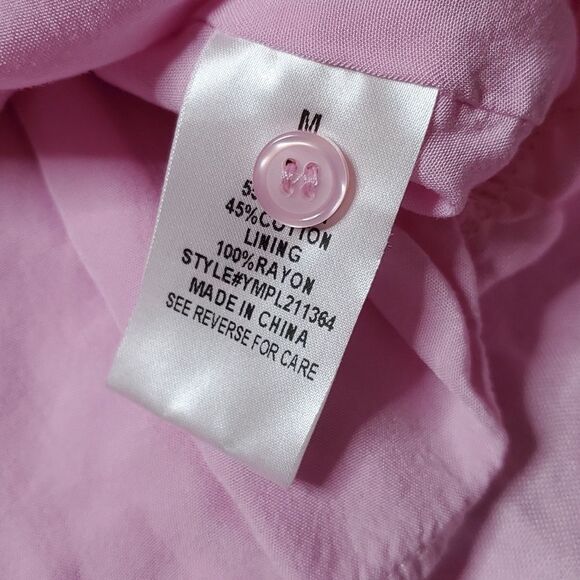 M
45%COTTON
LINING
100%RAYON
STYLE#YMPL211364
MADE IN CHINA
SEE REVERSE FOR CARE